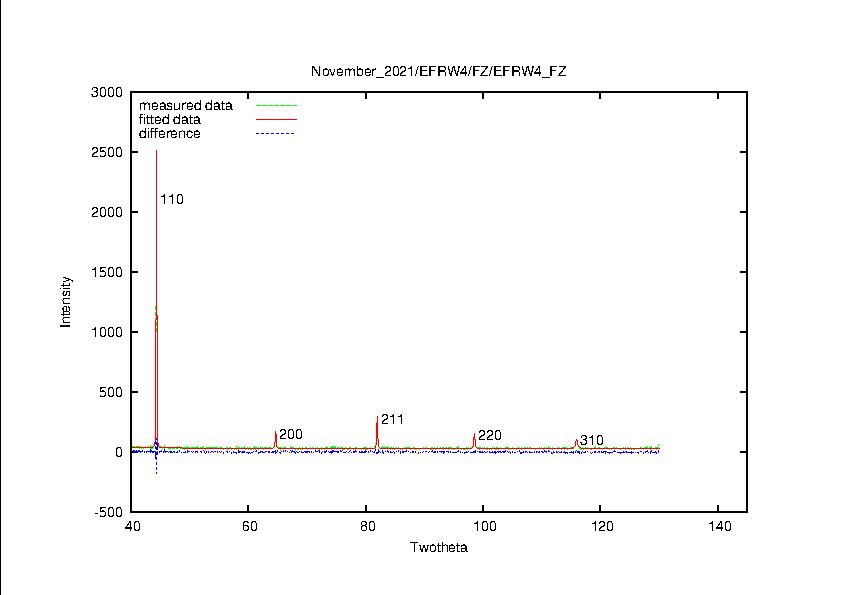 November_2021/EFRW4/FZ/EFRW4_FZ
3000
measured data
fitted data
difference
2500
110
2000
1500
Intensity
1000
500
211
200
220
310
0
-500
40 60 80 100 120 140
Twotheta